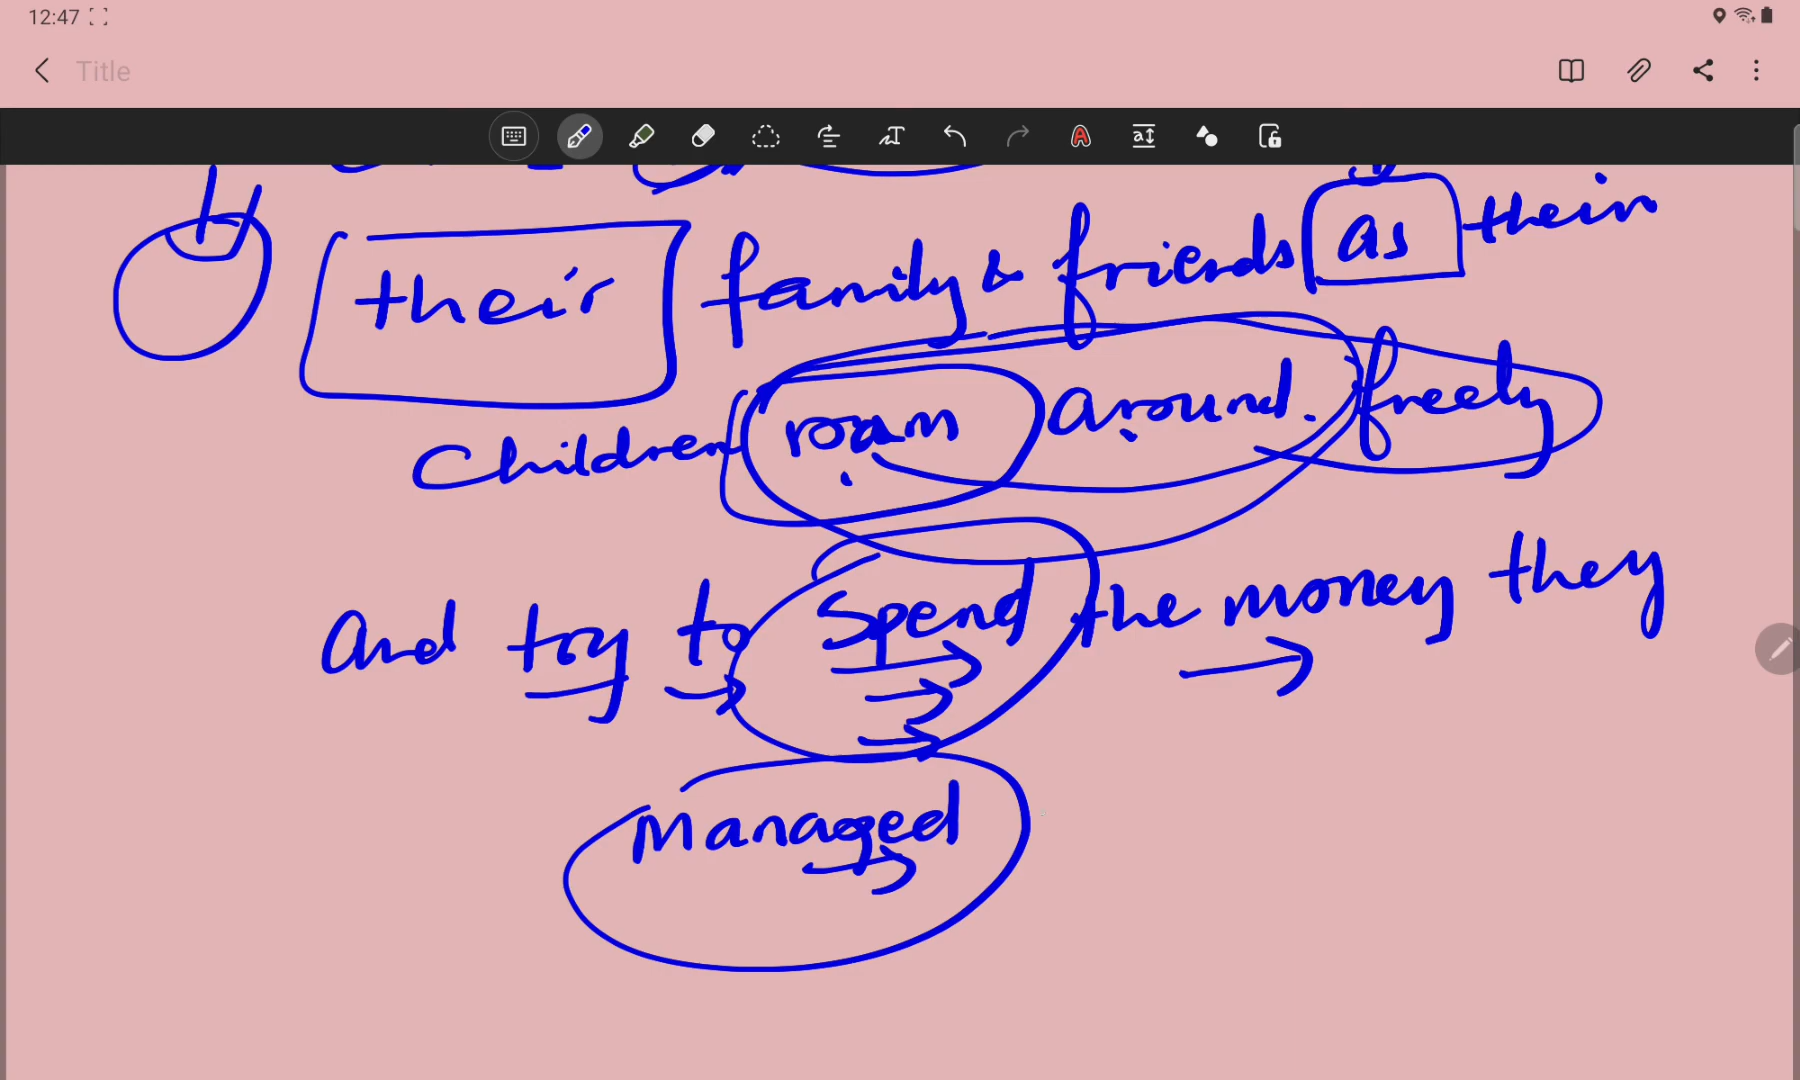 12:47
Title
their family & friends as their
Children roam around. freely
And try to spend the money they
Managed